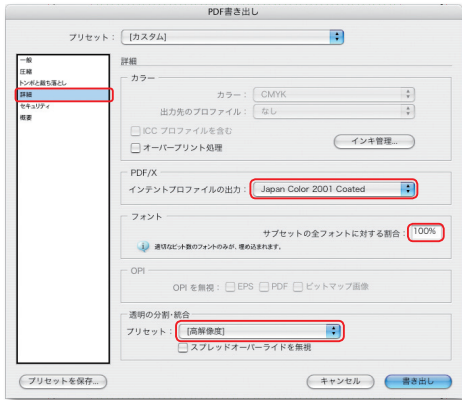 PDF書き出し
プリセット： [カスタム]
一般
圧縮
トンボと裁ち落とし
詳細
セキュリティ
概要
詳細
カラー
カラー： CMYK
出力先のプロファイル： なし
ICC プロファイルを含む
オーバープリント処理
インキ管理...
PDF/X
インテントプロファイルの出力： Japan Color 2001 Coated
フォント
サブセットの全フォントに対する割合： 100%
適切なビット数のフォントのみが、埋め込まれます。
OPI
OPI を無視： EPS PDF ビットマップ画像
透明の分割・統合
プリセット： [高解像度]
スプレッドオーバーライドを無視
プリセットを保存...
キャンセル
書き出し